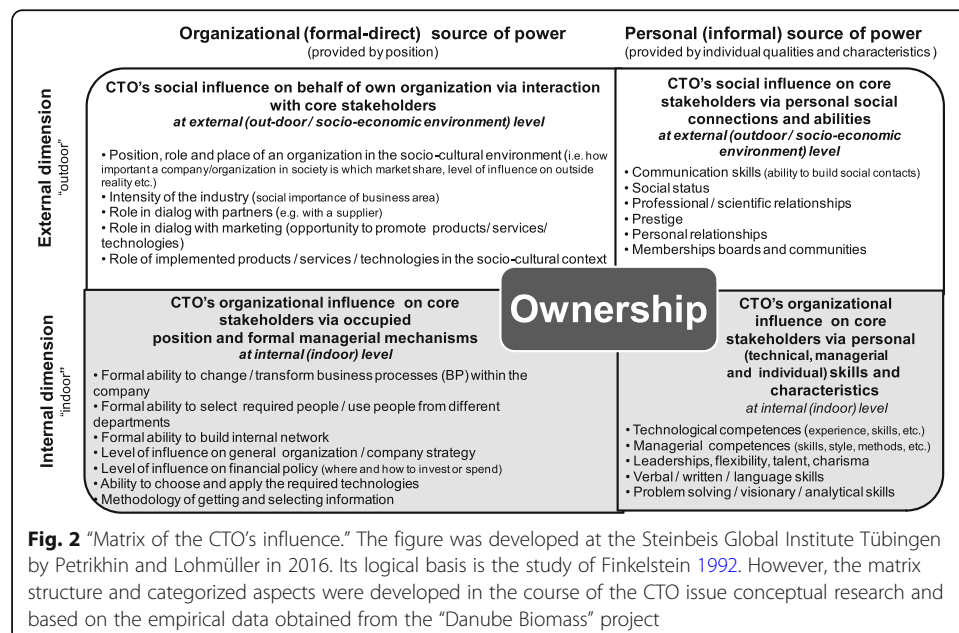 Organizational (formal-direct) source of power
(provided by position)
Personal (informal) source of power
(provided by individual qualities and characteristics )
External dimension
"outdoor"
CTO's social influence on behalf of own organization via interaction
with core stakeholders
at external (out-door / socio-economic environment) level
• Position, role and place of an organization in the socio-cultural environment (i.e. how
important a company/organization in society is which market share, level of influence on outside
reality etc.)
• Intensity of the industry (social importance of business area)
• Role in dialog with partners (e.g. with a supplier)
• Role in dialog with marketing (opportunity to promote products/ services/
technologies)
• Role of implemented products / services / technologies in the socio-cultural context
CTO's social influence on core
stakeholders via personal social
connections and abilities
at external (outdoor / socio-economic
environment) level
• Communication skills (ability to build social contacts)
• Social status
• Professional / scientific relationships
• Prestige
• Personal relationships
• Memberships boards and communities
Ownership
Internal dimension
"indoor"
CTO's organizational influence on core
stakeholders via occupied
position and formal managerial mechanisms
at internal (indoor) level
• Formal ability to change / transform business processes (BP) within the
company
• Formal ability to select required people / use people from different
departments
• Formal ability to build internal network
• Level of influence on general organization / company strategy
• Level of influence on financial policy (where and how to invest or spend)
• Ability to choose and apply the required technologies
• Methodology of getting and selecting information
CTO's organizational
influence on core
stakeholders via personal
(technical, managerial
and individual) skills and
characteristics
at internal (indoor) level
• Technological competences (experience, skills, etc.)
• Managerial competences (skills, style, methods, etc.)
• Leaderships, flexibility, talent, charisma
• Verbal / written / language skills
• Problem solving / visionary / analytical skills
Fig. 2 “Matrix of the CTO’s influence.” The figure was developed at the Steinbeis Global Institute Tübingen
by Petrikhin and Lohmüller in 2016. Its logical basis is the study of Finkelstein 1992. However, the matrix
structure and categorized aspects were developed in the course of the CTO issue conceptual research and
based on the empirical data obtained from the “Danube Biomass” project